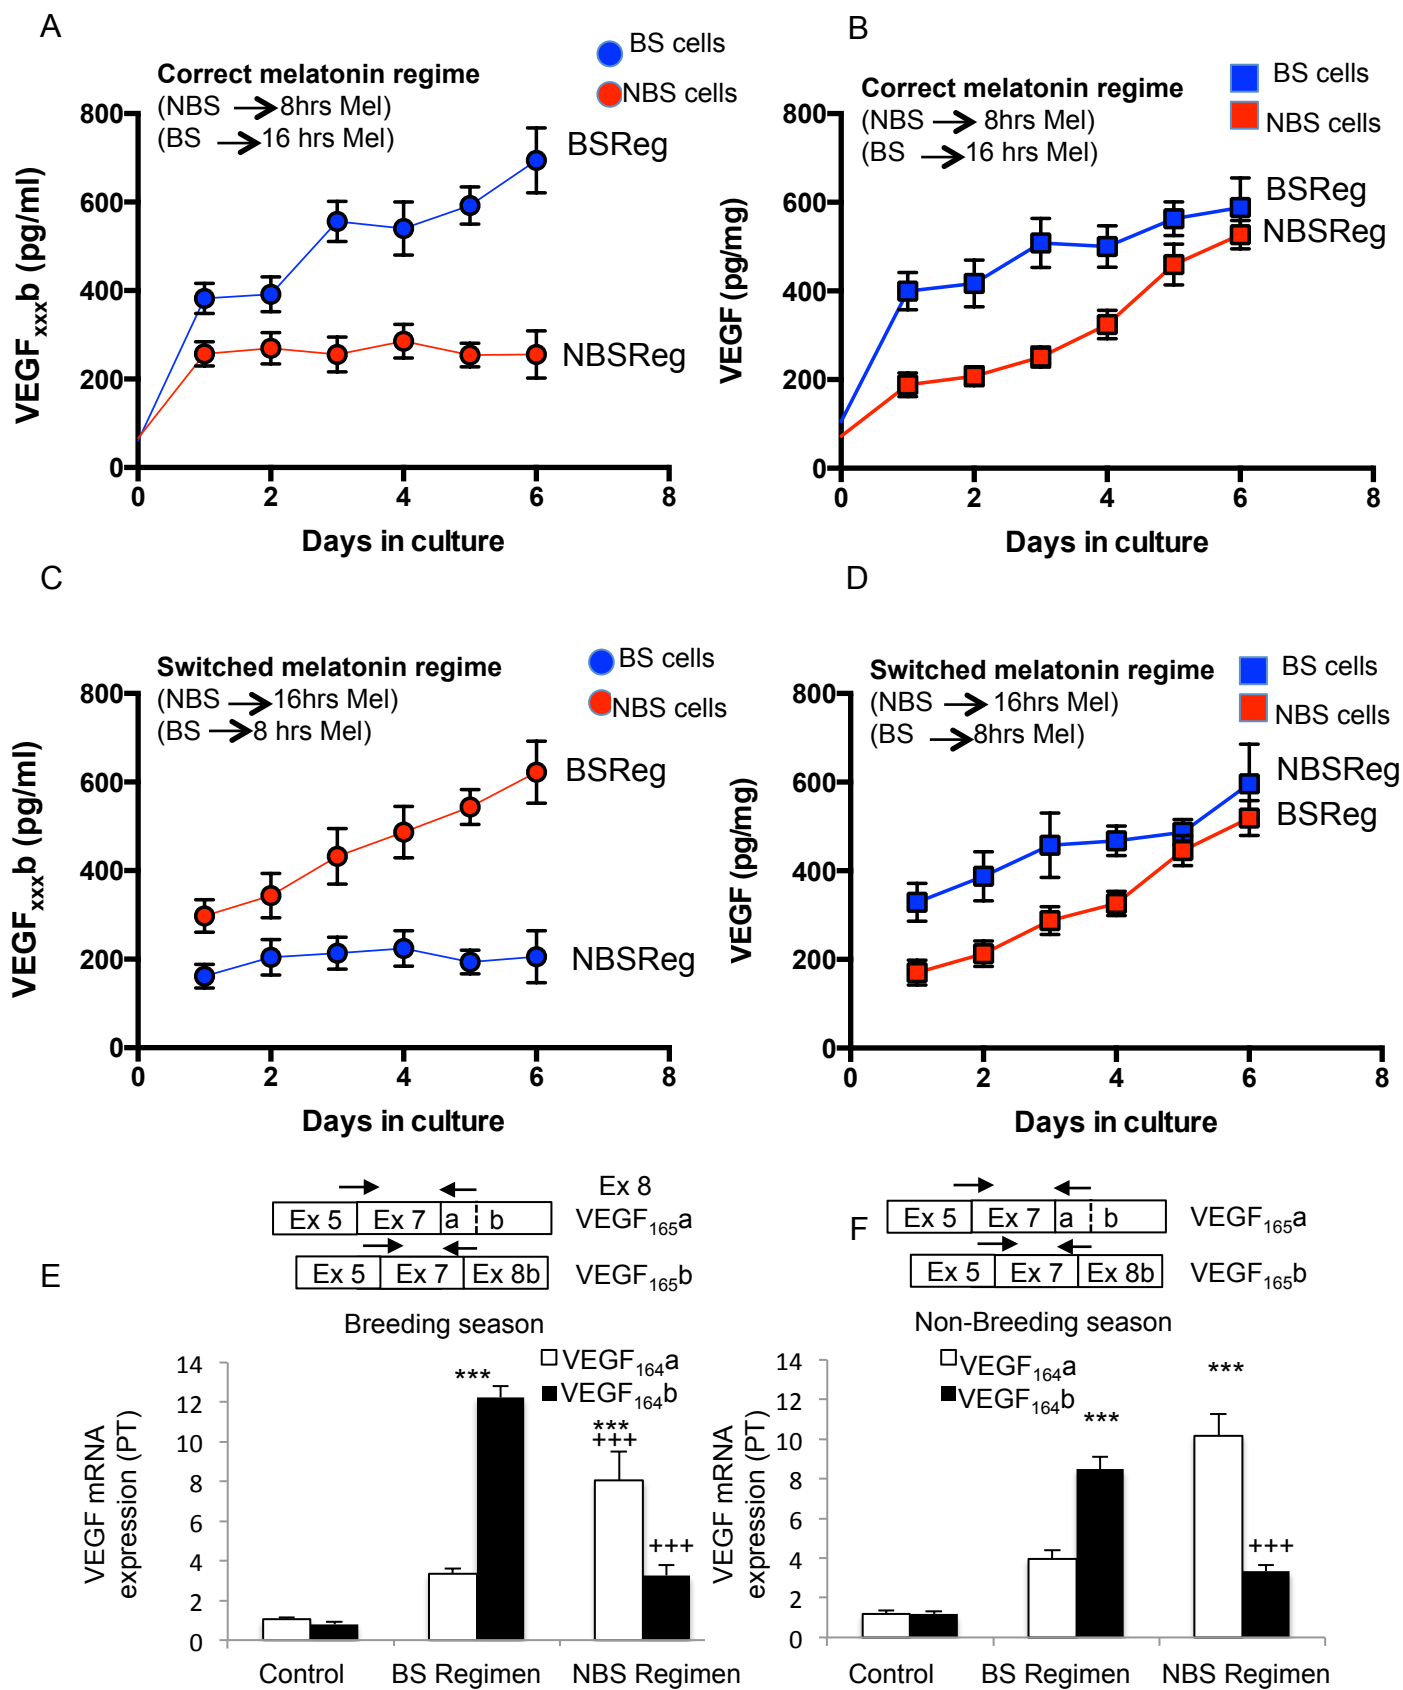 A
BS cells
NBS cells
Correct melatonin regime
(NBS → 8hrs Mel)
(BS → 16 hrs Mel)
800
600
400
200
0
VEGFxxxb (pg/ml)
BSReg
NBSReg
0 2 4 6 8
Days in culture
B
BS cells
NBS cells
Correct melatonin regime
(NBS → 8hrs Mel)
(BS → 16 hrs Mel)
800
600
400
200
0
VEGF (pg/mg)
BSReg
NBSReg
0 2 4 6 8
Days in culture
C
BS cells
NBS cells
Switched melatonin regime
(NBS → 16hrs Mel)
(BS → 8 hrs Mel)
800
600
400
200
0
VEGFxxxb (pg/ml)
BSReg
NBSReg
0 2 4 6 8
Days in culture
D
BS cells
NBS cells
Switched melatonin regime
(NBS → 16hrs Mel)
(BS → 8hrs Mel)
800
600
400
200
0
VEGF (pg/mg)
NBSReg
BSReg
0 2 4 6 8
Days in culture
E
Ex 8
Ex 5 Ex 7 a b VEGF165a
Ex 5 Ex 7 Ex 8b VEGF165b
Breeding season
VEGF164a
VEGF164b
14
12
10
8
6
4
2
0
VEGF mRNA
expression (PT)
***
***
+++
+++
Control BS Regimen NBS Regimen
F
Ex 5 Ex 7 a b VEGF165a
Ex 5 Ex 7 Ex 8b VEGF165b
Non-Breeding season
VEGF164a
VEGF164b
14
12
10
8
6
4
2
0
VEGF mRNA
expression (PT)
***
***
+++
Control BS Regimen NBS Regimen